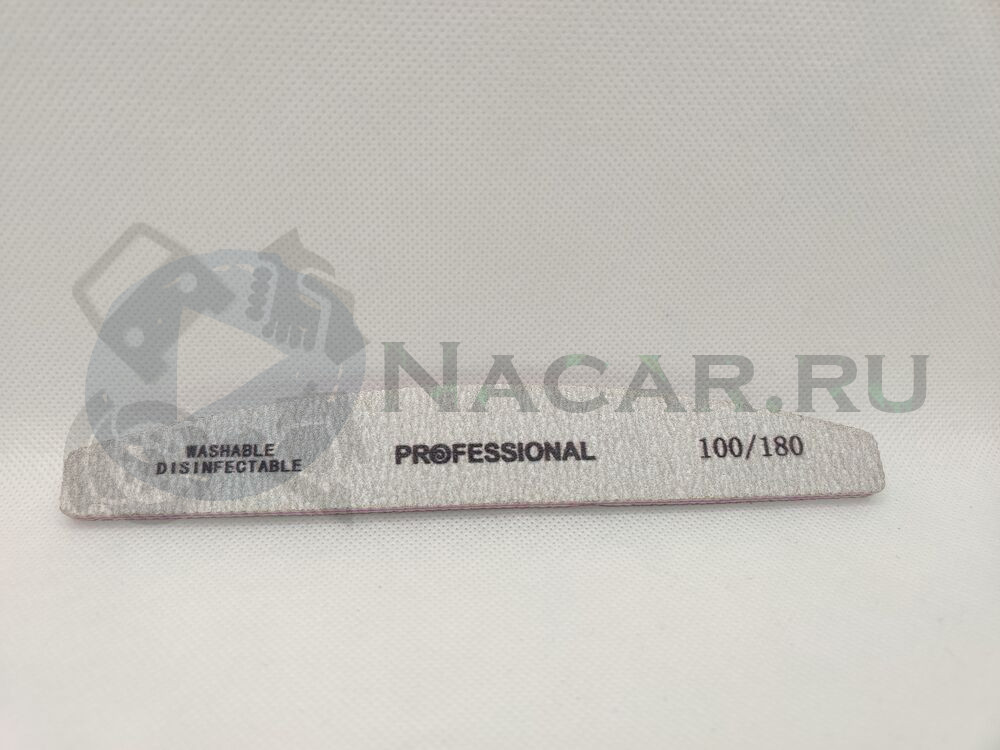 NACAR.RU
WASHABLE
DISINFECTABLE
PROFESSIONAL
100/180